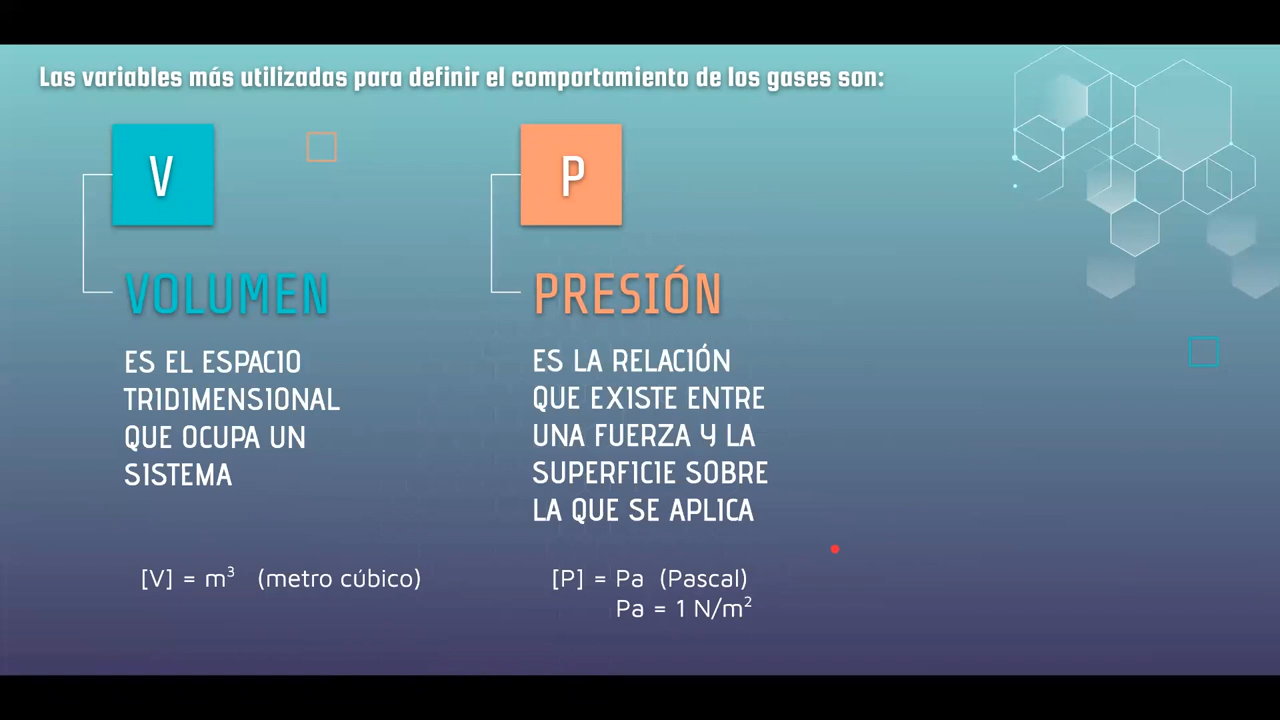 Las variables más utilizadas para definir el comportamiento de los gases son:
V
VOLUMEN
ES EL ESPACIO
TRIDIMENSIONAL
QUE OCUPA UN
SISTEMA
[V] = m³ (metro cúbico)
P
PRESIÓN
ES LA RELACIÓN
QUE EXISTE ENTRE
UNA FUERZA Y LA
SUPERFICIE SOBRE
LA QUE SE APLICA
[P] = Pa (Pascal)
Pa = 1 N/m²